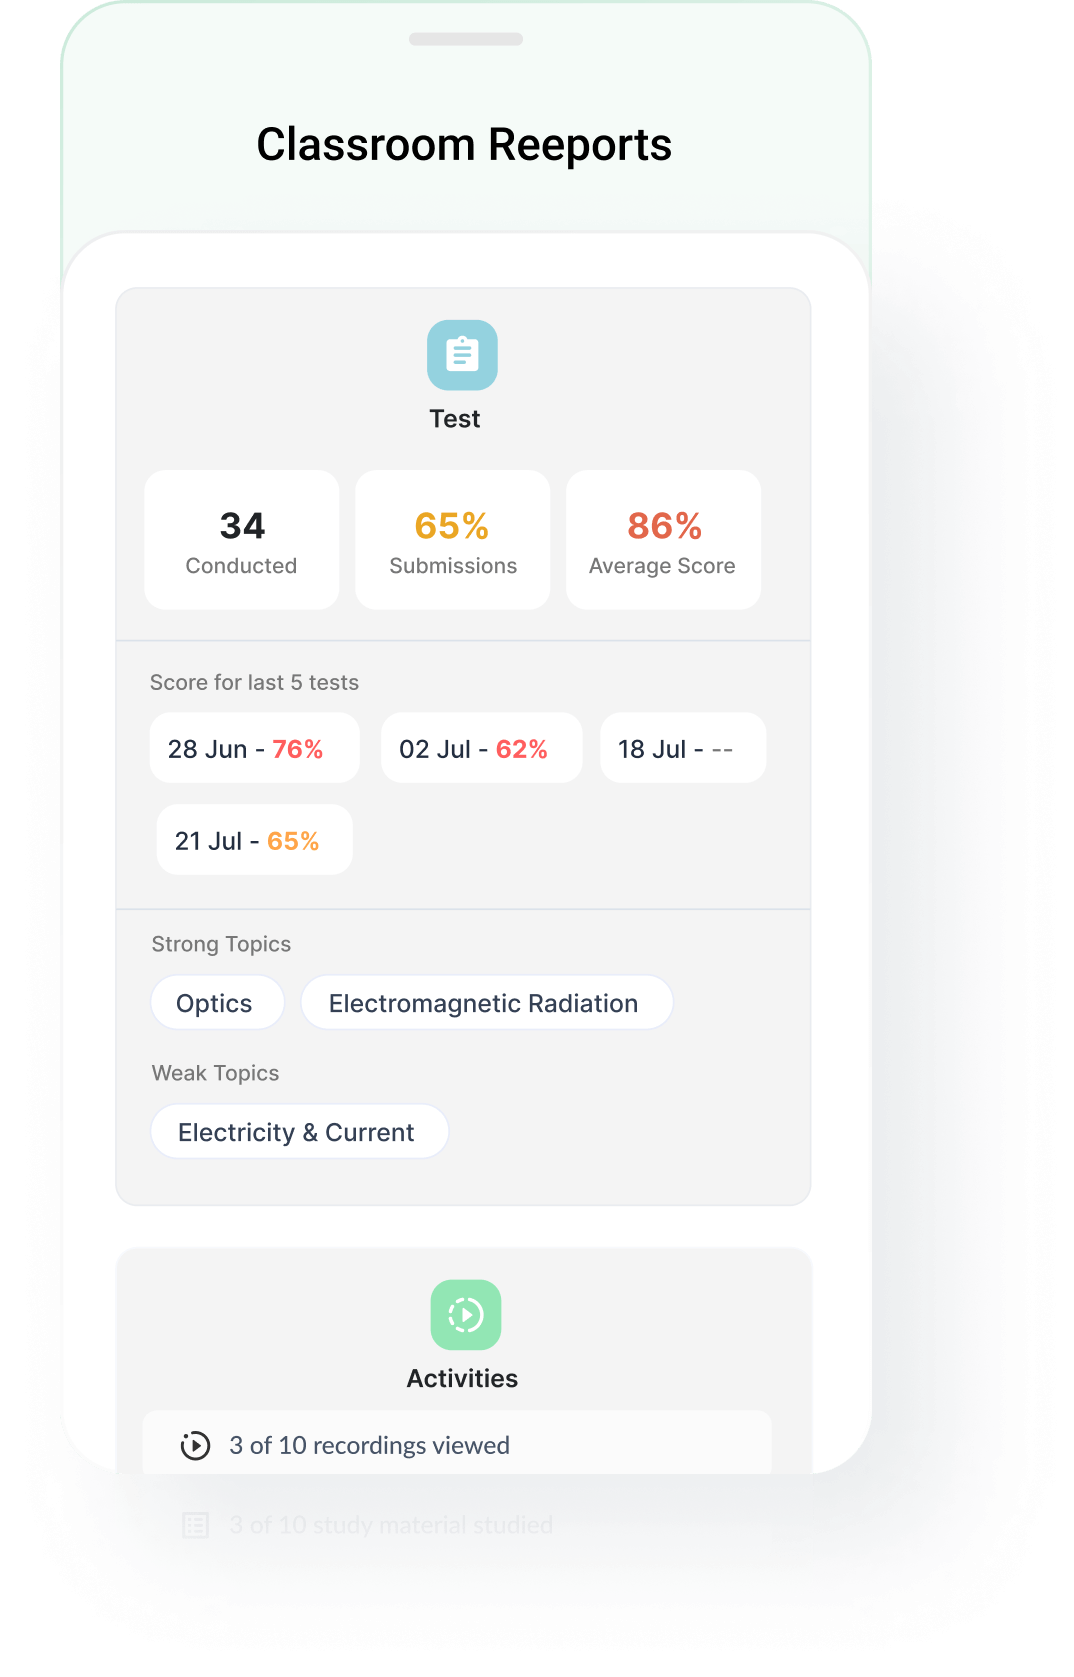 Classroom Reeports
Test
34
65%
86%
Conducted
Submissions
Average Score
Score for last 5 tests
28 Jun - 76%
02 Jul - 62%
18 Jul - --
21 Jul - 65%
Strong Topics
Optics
Electromagnetic Radiation
Weak Topics
Electricity & Current
Activities
3 of 10 recordings viewed
3 of 10 study material studied